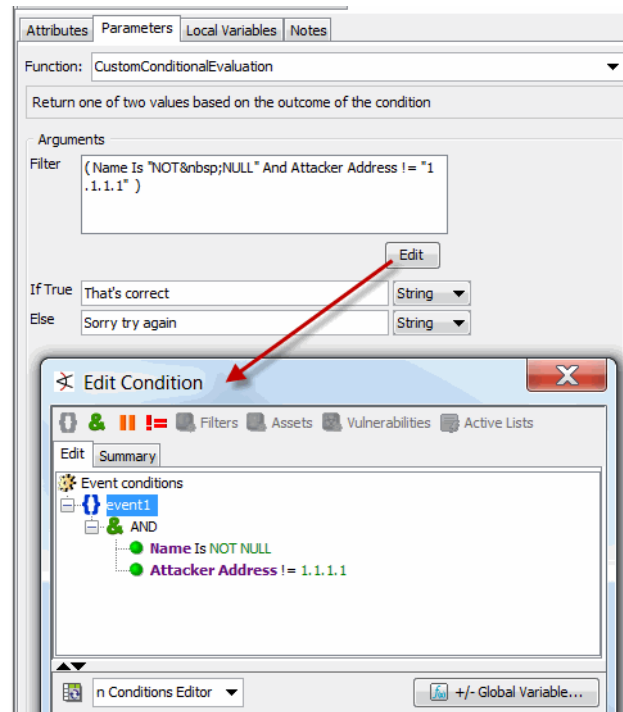 Attributes Parameters Local Variables Notes
Function: CustomConditionalEvaluation
Return one of two values based on the outcome of the condition
Arguments
Filter
( Name Is "NOT&nbsp;NULL" And Attacker Address != "1
.1.1.1" )
Edit
If True That's correct String
Else Sorry try again String
Edit Condition
Filters Assets Vulnerabilities Active Lists
Edit Summary
Event conditions
event1
AND
Name Is NOT NULL
Attacker Address != 1.1.1.1
n Conditions Editor +/- Global Variable...